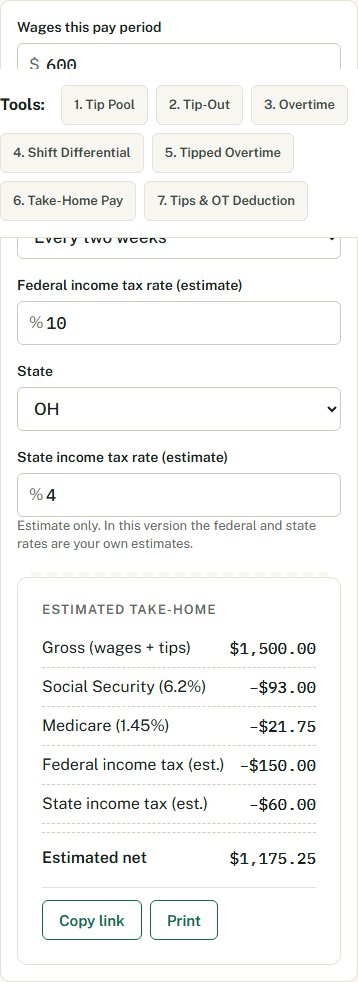 Wages this pay period
$ 600
Tools:
1. Tip Pool
2. Tip-Out
3. Overtime
4. Shift Differential
5. Tipped Overtime
6. Take-Home Pay
7. Tips & OT Deduction
Every two weeks
Federal income tax rate (estimate)
% 10
State
OH
State income tax rate (estimate)
% 4
Estimate only. In this version the federal and state
rates are your own estimates.
ESTIMATED TAKE-HOME
Gross (wages + tips) $1,500.00
Social Security (6.2%) −$93.00
Medicare (1.45%) −$21.75
Federal income tax (est.) −$150.00
State income tax (est.) −$60.00
Estimated net $1,175.25
Copy link
Print